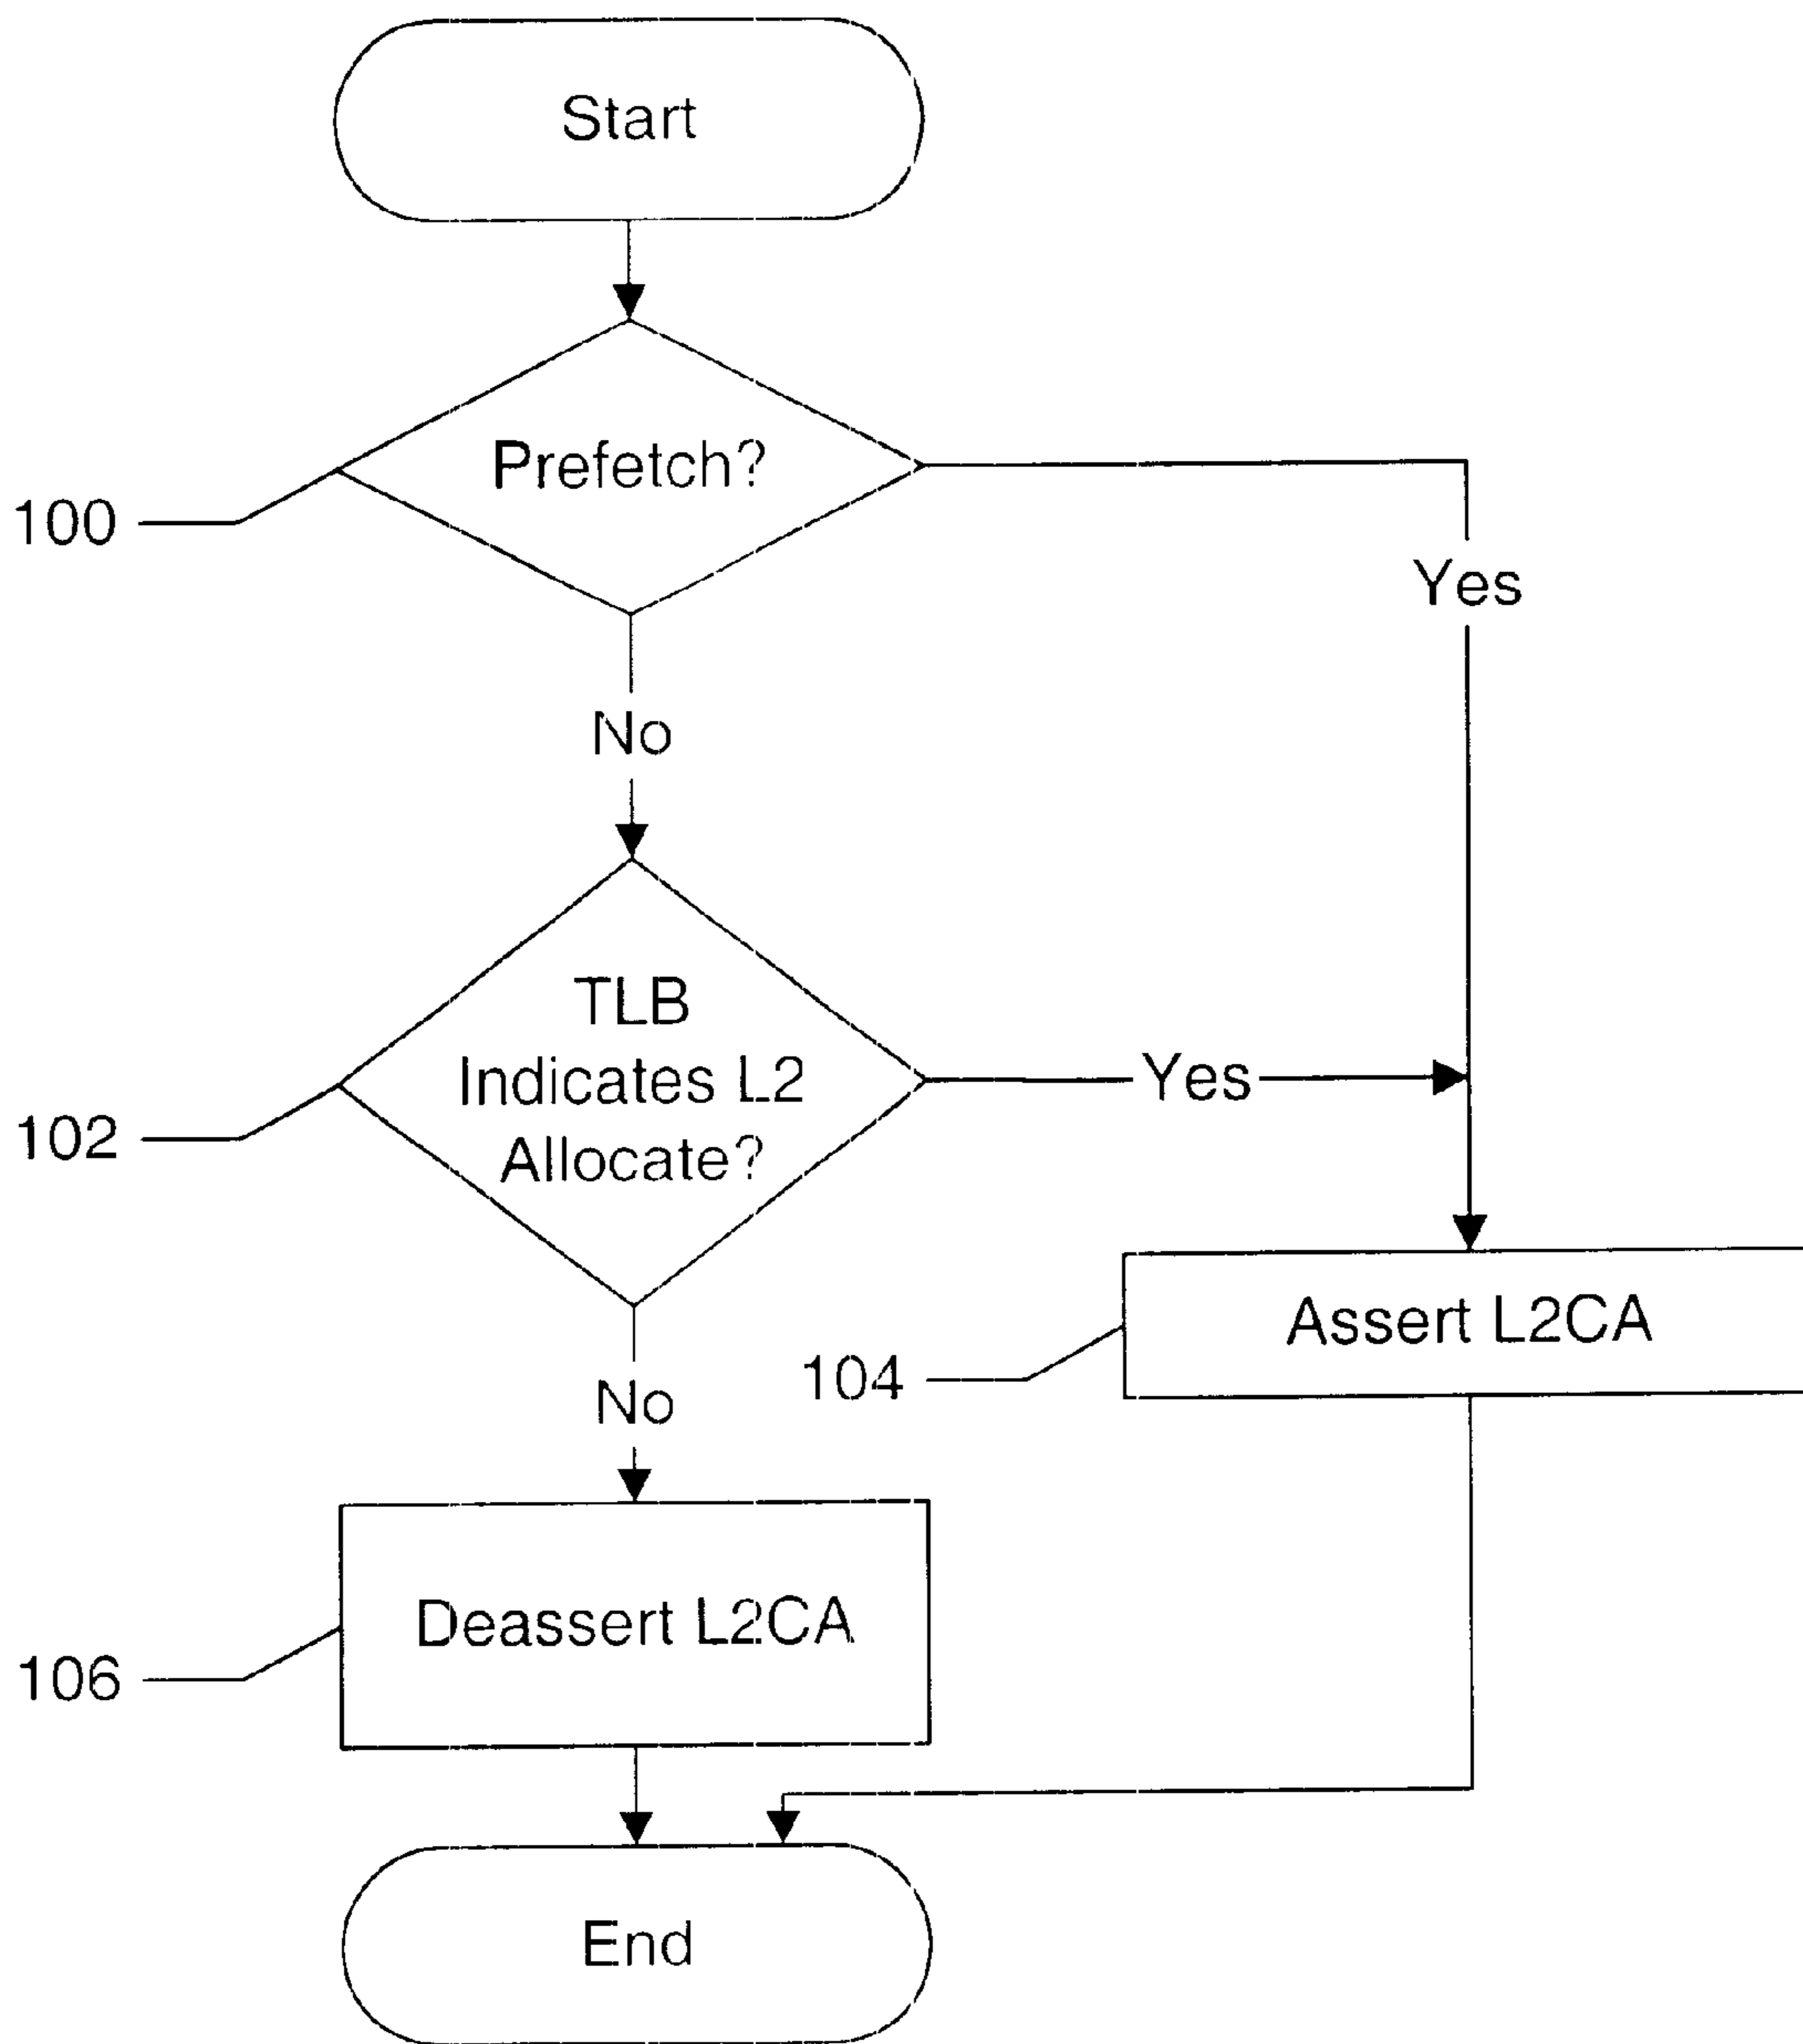 Start
Prefetch?
100
Yes
No
TLB
Indicates L2
Allocate?
Yes
102
Assert L2CA
104
No
Deassert L2CA
106
End